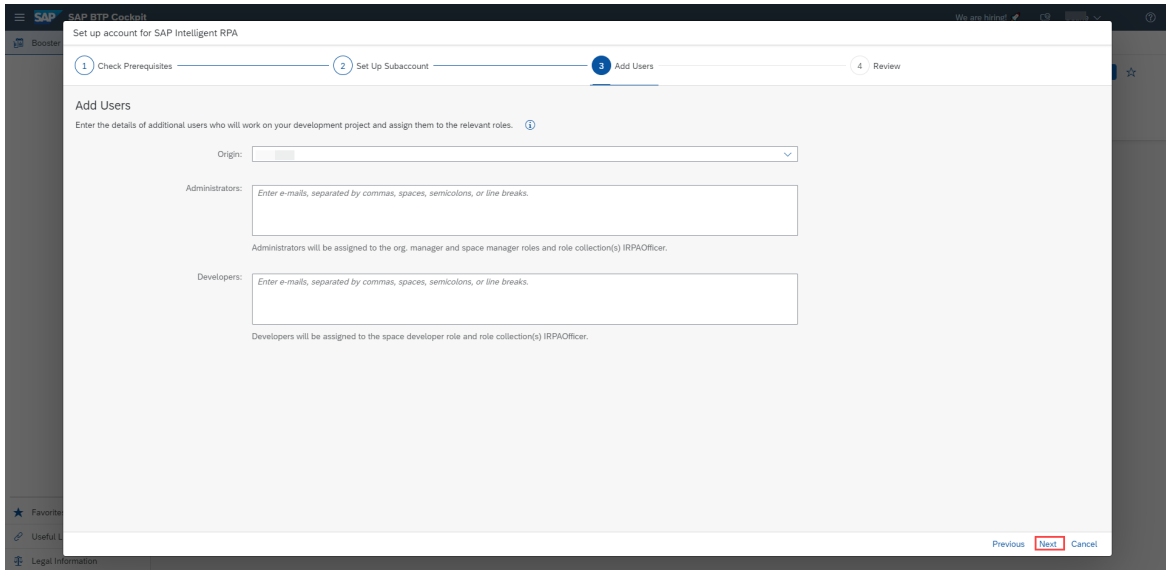 SAP SAP BTP Cockpit We are hiring!
Booster
Set up account for SAP Intelligent RPA
1 Check Prerequisites 2 Set Up Subaccount 3 Add Users 4 Review
Add Users
Enter the details of additional users who will work on your development project and assign them to the relevant roles.
Origin:
Administrators: Enter e-mails, separated by commas, spaces, semicolons, or line breaks.
Administrators will be assigned to the org. manager and space manager roles and role collection(s) IRPAOfficer.
Developers: Enter e-mails, separated by commas, spaces, semicolons, or line breaks.
Developers will be assigned to the space developer role and role collection(s) IRPAOfficer.
Favorite
Useful L
Previous Next Cancel
Legal Information